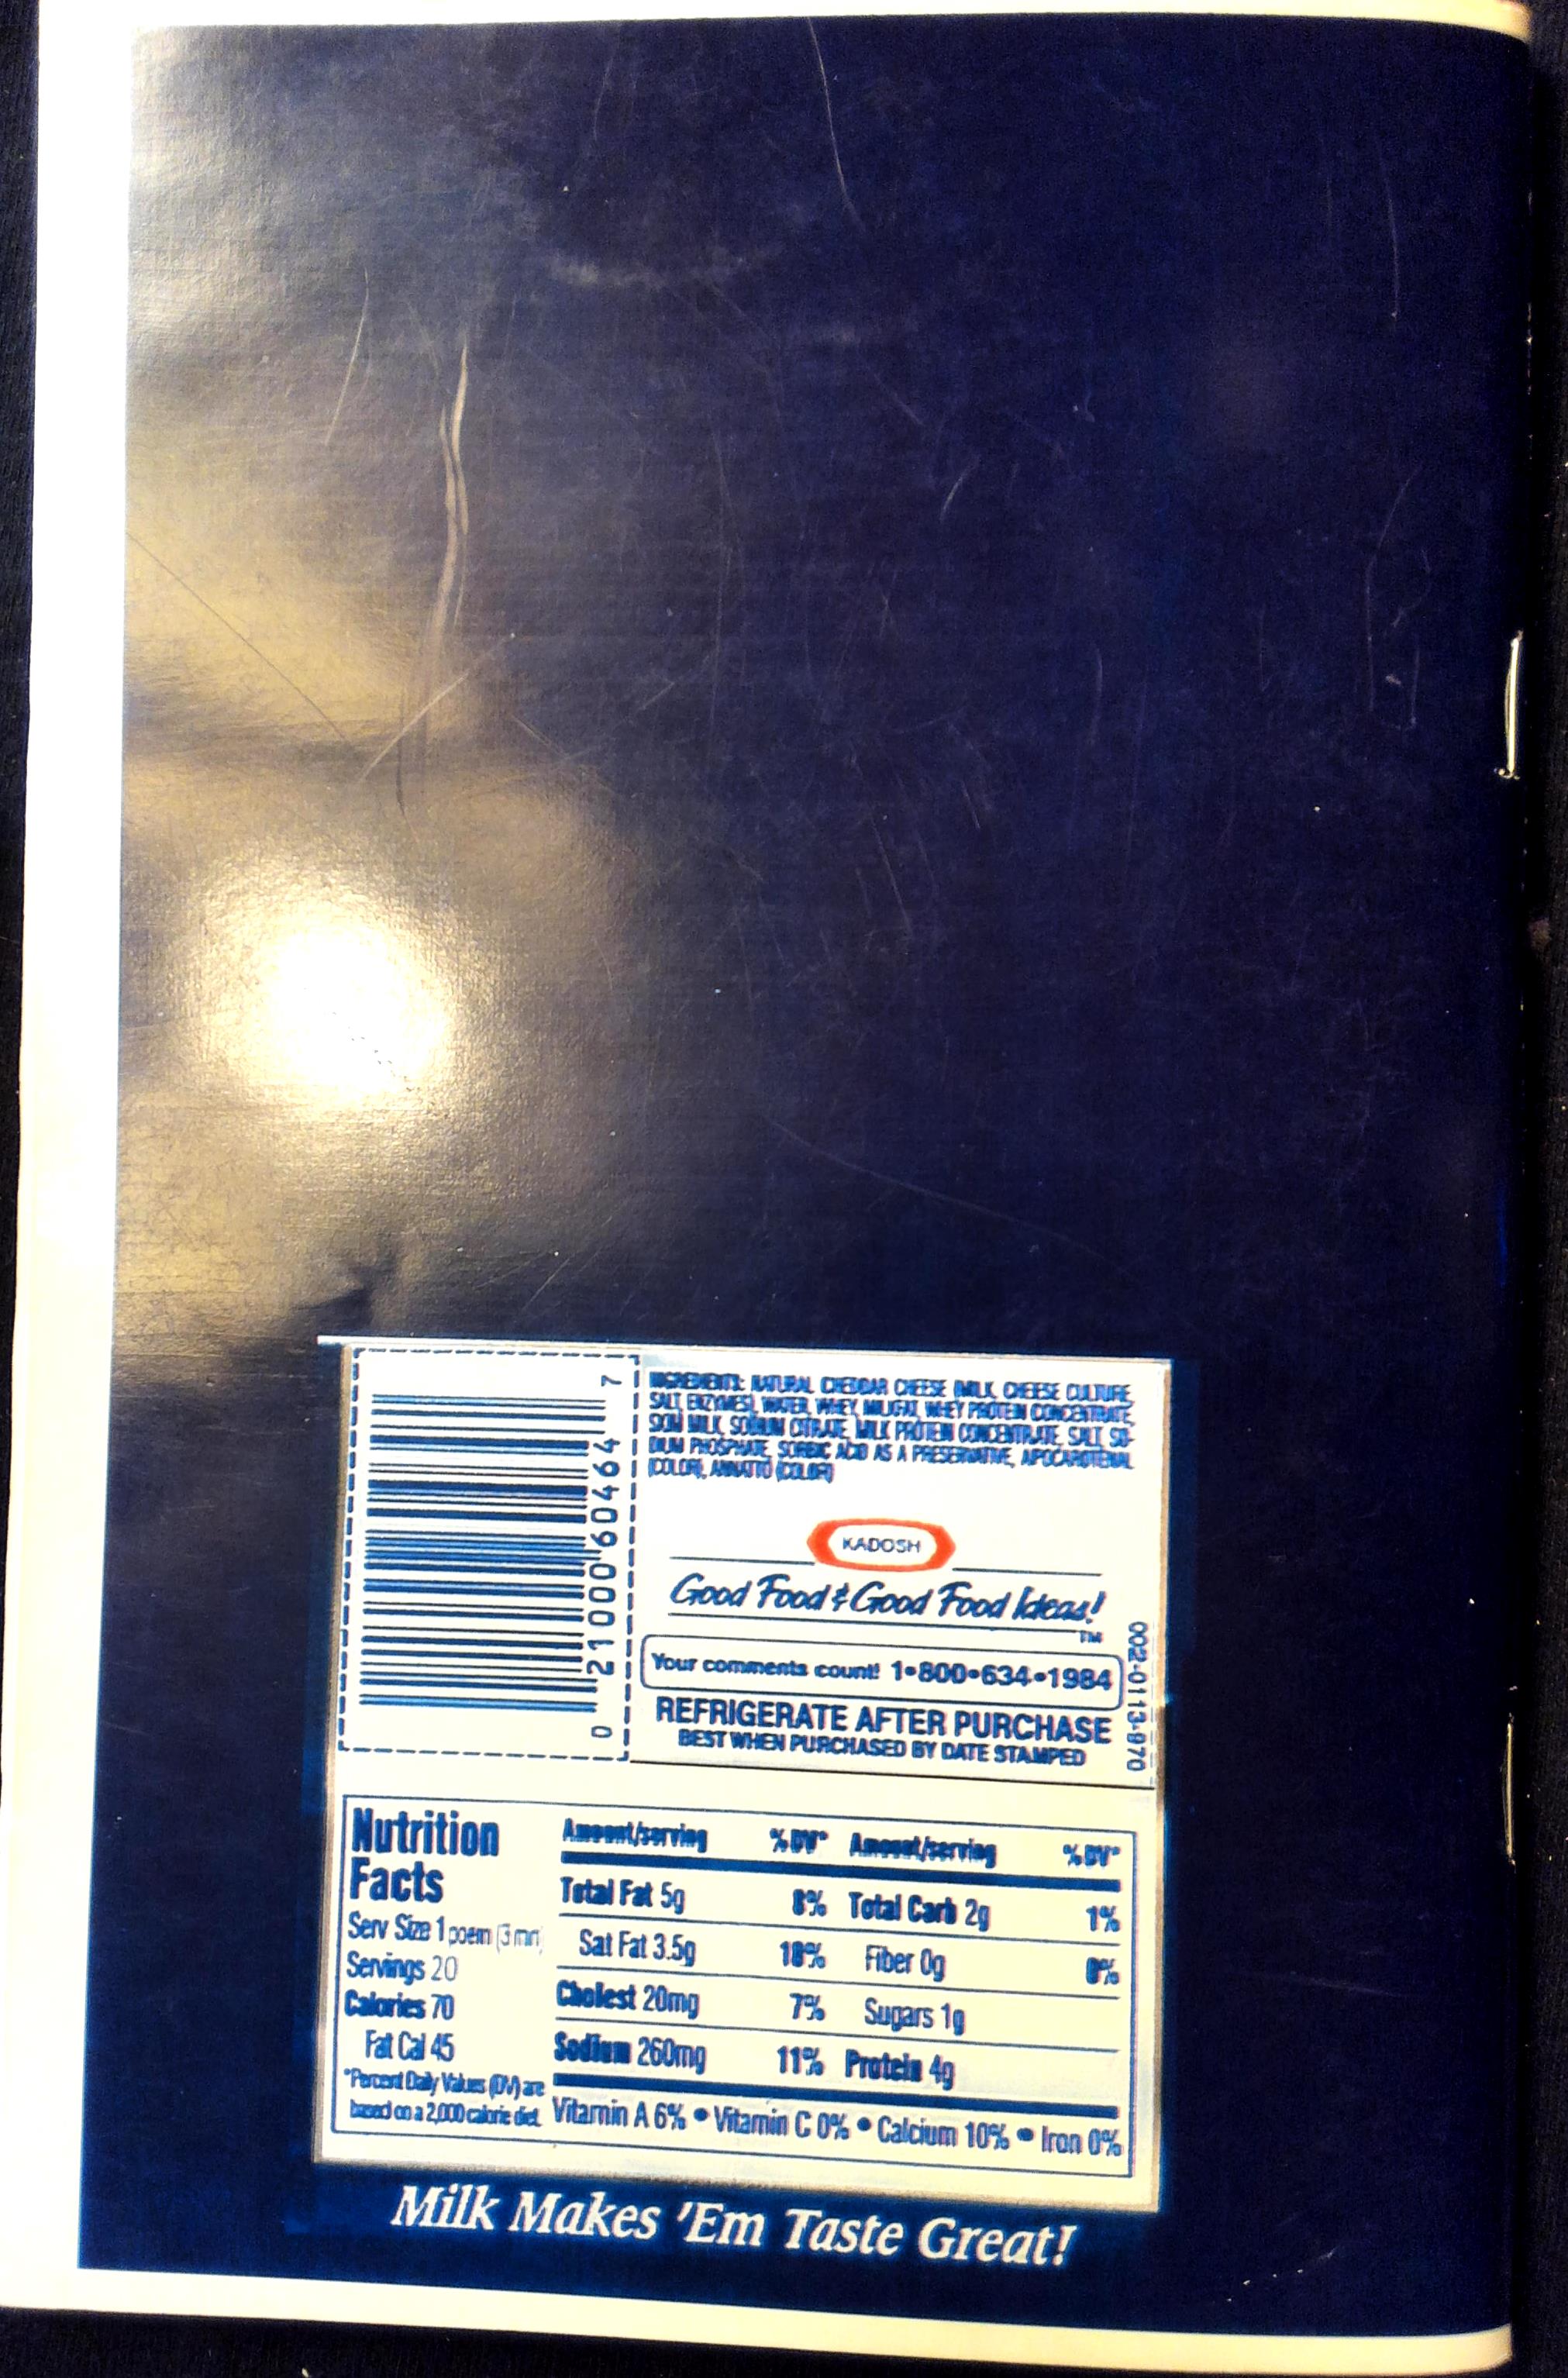 7
21000"60464
0
INGREDIENTS: NATURAL CHEDDAR CHEESE (MILK, CHEESE CULTURE,
SALT, ENZYMES), WATER, WHEY, MILKFAT, WHEY PROTEIN CONCENTRATE,
SKIM MILK, SODIUM CITRATE, MILK PROTEIN CONCENTRATE, SALT, SO-
DIUM PHOSPHATE, SORBIC ACID AS A PRESERVATIVE, APOCAROTENAL
(COLOR), ANNATTO (COLOR)
KADOSH
Good Food & Good Food Ideas!
TM
Your comments count! 1•800•634•1984
REFRIGERATE AFTER PURCHASE
BEST WHEN PURCHASED BY DATE STAMPED
002-0113-970
Nutrition
Facts
Serv Size 1 poem (3 mn)
Servings 20
Calories 70
Fat Cal 45
*Percent Daily Values (DV) are
based on a 2,000 calorie diet.
Amount/serving %DV* Amount/serving %DV*
Total Fat 5g 8% Total Carb 2g 1%
Sat Fat 3.5g 18% Fiber 0g 0%
Cholest 20mg 7% Sugars 1g
Sodium 260mg 11% Protein 4g
Vitamin A 6% • Vitamin C 0% • Calcium 10% • Iron 0%
Milk Makes 'Em Taste Great!